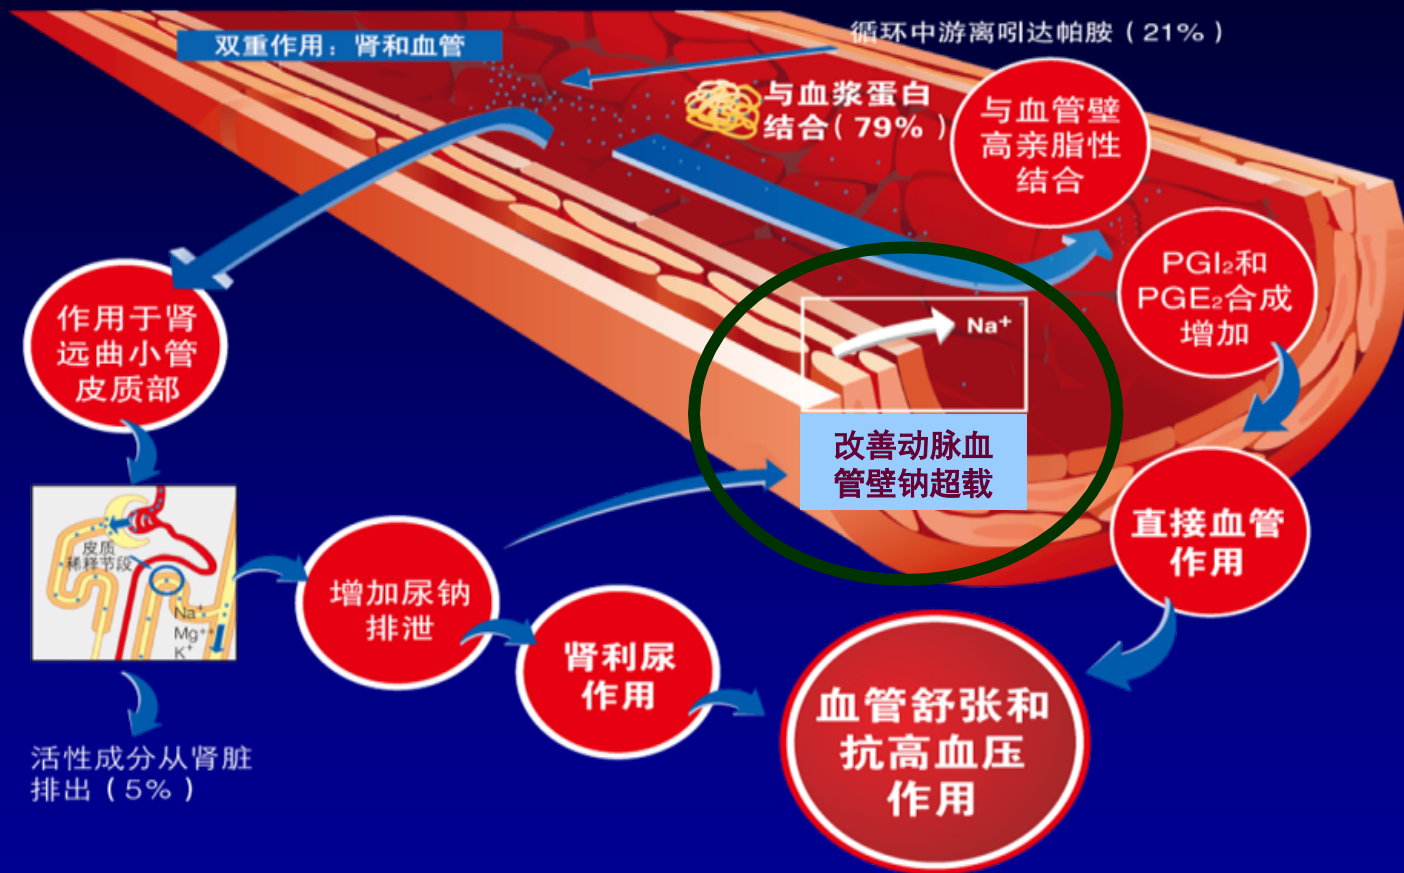 双重作用：肾和血管
循环中游离吲达帕胺（21%）
与血浆蛋白
结合（79%）
与血管壁
高亲脂性
结合
PGI₂和
PGE₂合成
增加
作用于肾
远曲小管
皮质部
Na⁺
改善动脉血
管壁钠超载
直接血管
作用
皮质
稀释节段
Na⁺
Mg⁺⁺
K⁺
增加尿钠
排泄
肾利尿
作用
血管舒张和
抗高血压
作用
活性成分从肾脏
排出（5%）